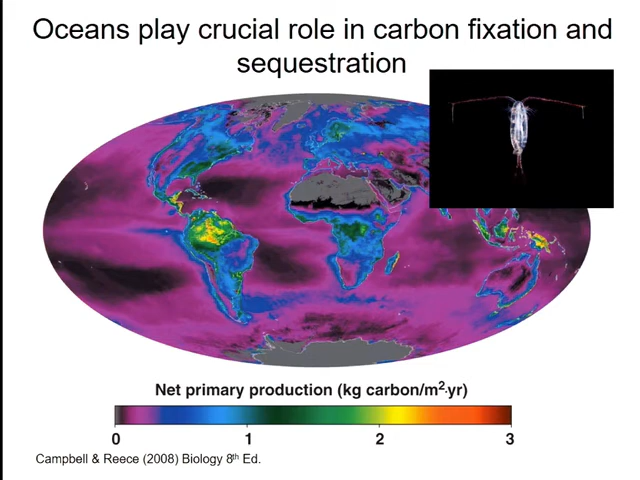 Oceans play crucial role in carbon fixation and
sequestration
Net primary production (kg carbon/m²·yr)
0 1 2 3
Campbell & Reece (2008) Biology 8th Ed.